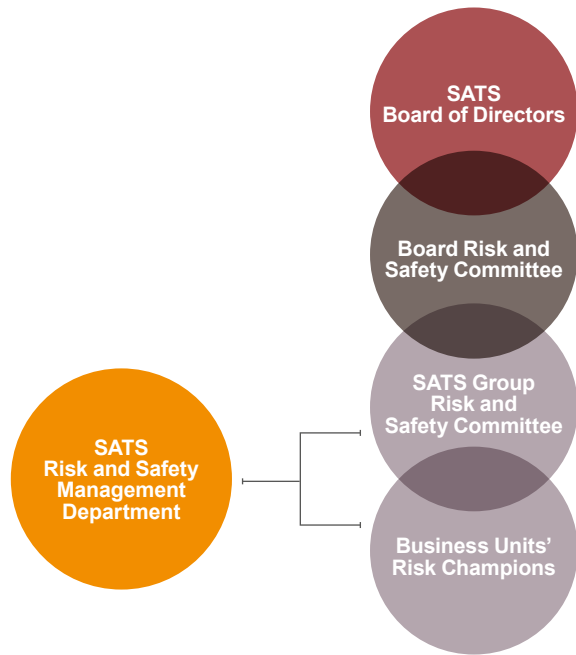 SATS
Board of Directors
Board Risk and
Safety Committee
SATS Group
Risk and
Safety Committee
SATS
Risk and Safety
Management
Department
Business Units’
Risk Champions